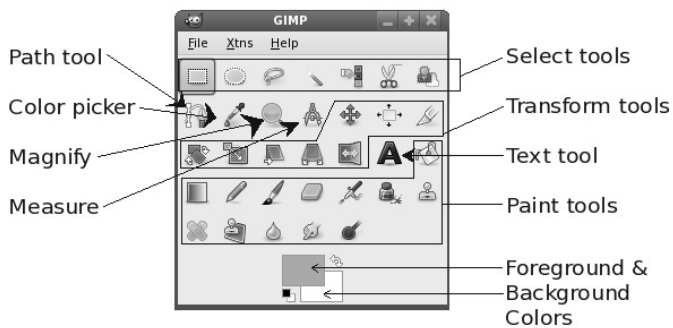 GIMP
File Xtns Help
Path tool
Color picker
Magnify
Measure
Select tools
Transform tools
Text tool
Paint tools
Foreground &
Background
Colors
A